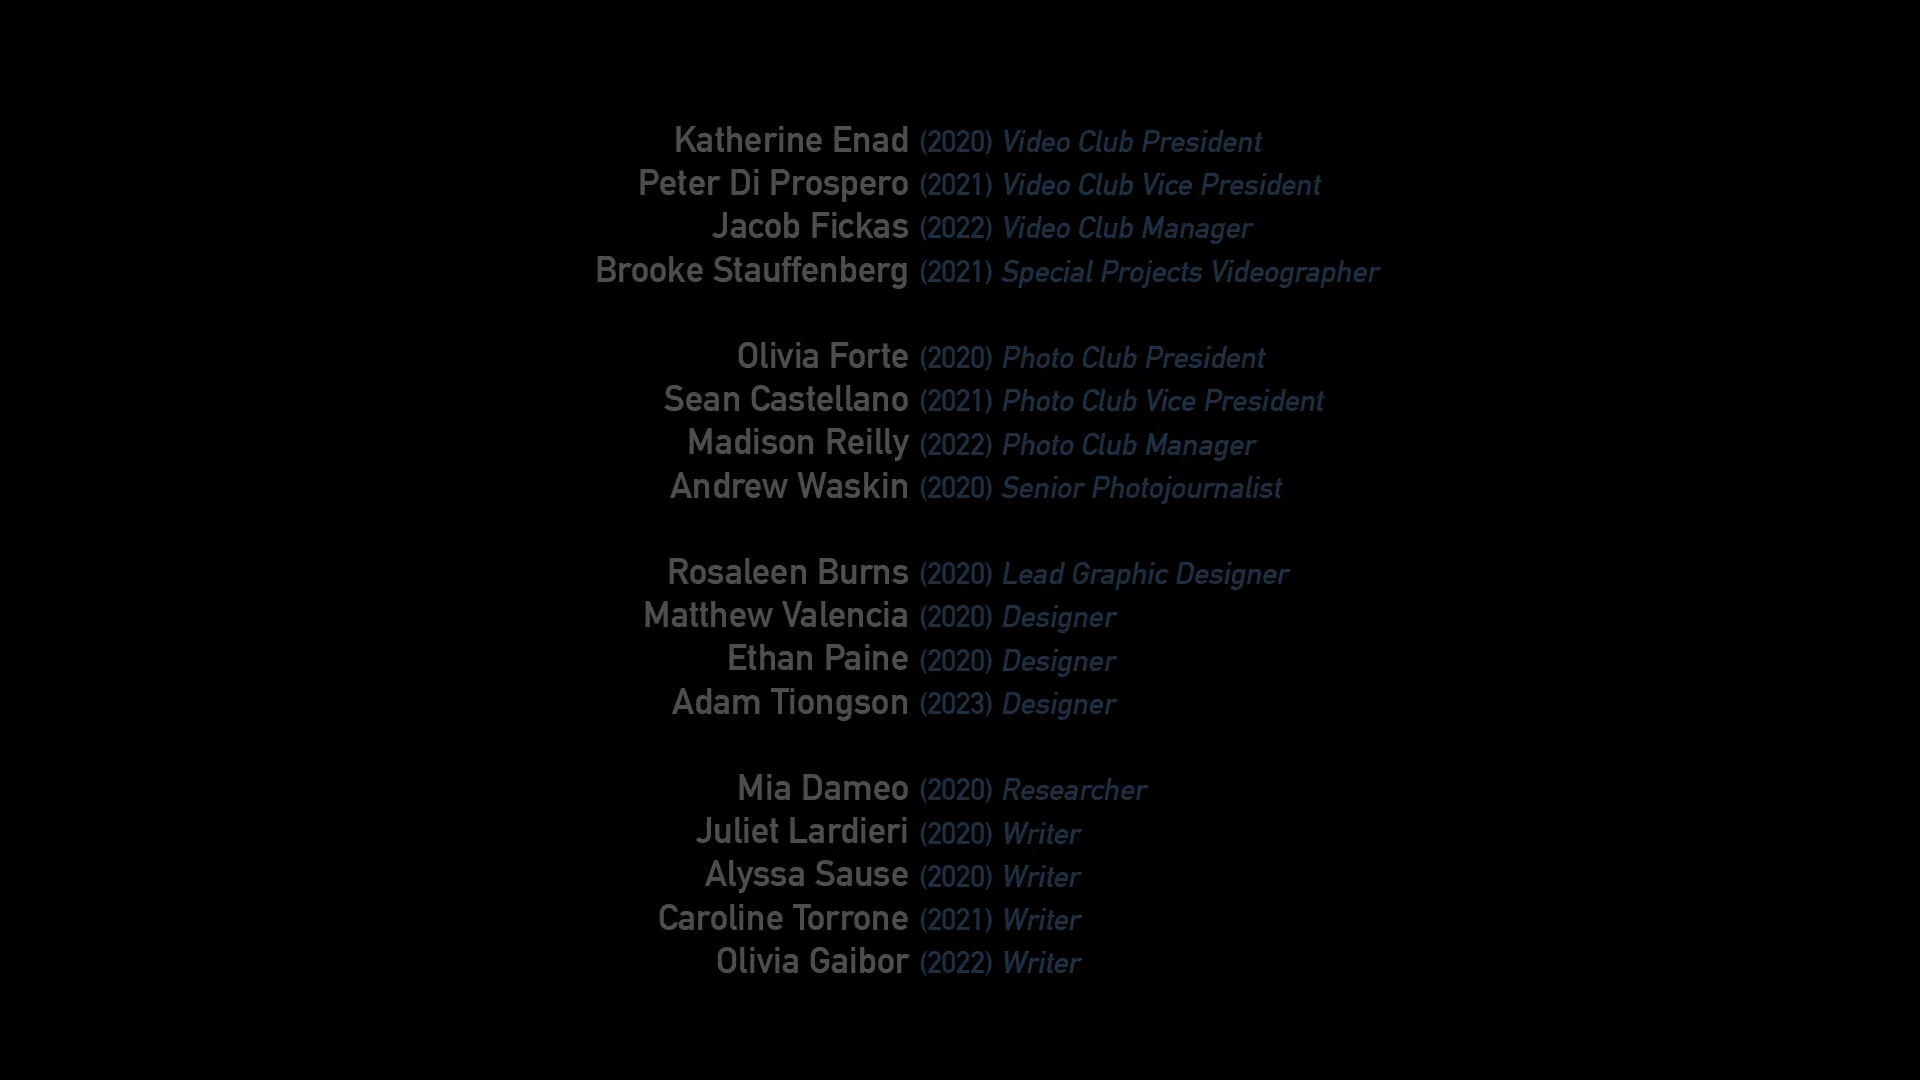 Katherine Enad (2020) Video Club President
Peter Di Prospero (2021) Video Club Vice President
Jacob Fickas (2022) Video Club Manager
Brooke Stauffenberg (2021) Special Projects Videographer
Olivia Forte (2020) Photo Club President
Sean Castellano (2021) Photo Club Vice President
Madison Reilly (2022) Photo Club Manager
Andrew Waskin (2020) Senior Photojournalist
Rosaleen Burns (2020) Lead Graphic Designer
Matthew Valencia (2020) Designer
Ethan Paine (2020) Designer
Adam Tiongson (2023) Designer
Mia Dameo (2020) Researcher
Juliet Lardieri (2020) Writer
Alyssa Sause (2020) Writer
Caroline Torrone (2021) Writer
Olivia Gaibor (2022) Writer